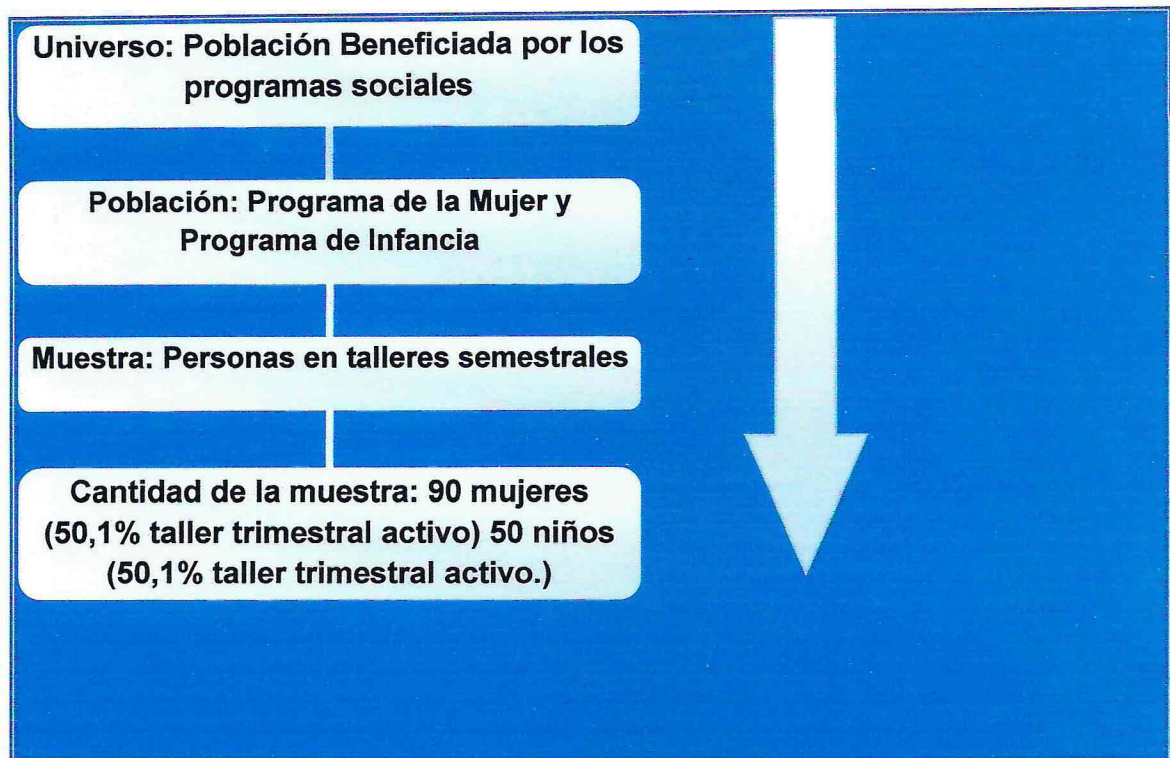 Universo: Población Beneficiada por los
programas sociales
Población: Programa de la Mujer y
Programa de Infancia
Muestra: Personas en talleres semestrales
Cantidad de la muestra: 90 mujeres
(50,1% taller trimestral activo) 50 niños
(50,1% taller trimestral activo.)